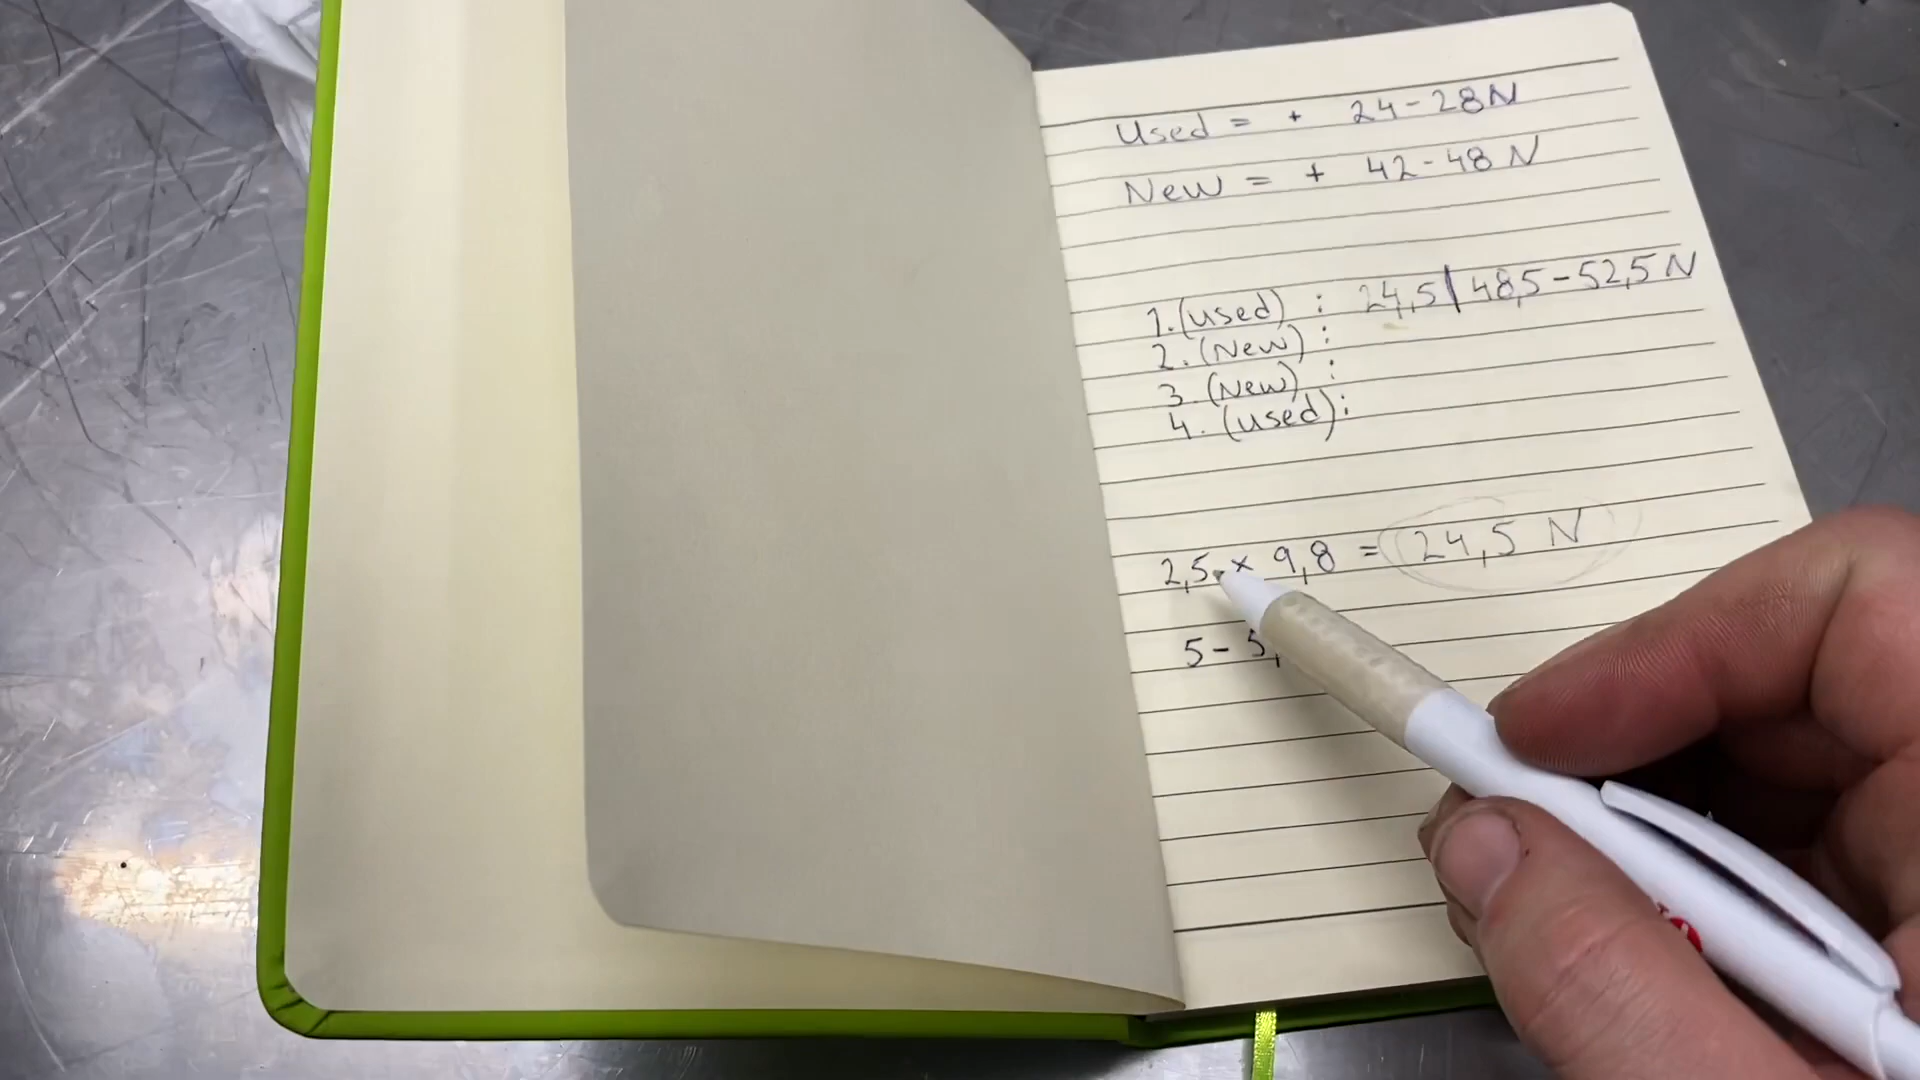 Used = + 24-28N
New = + 42-48 N
1.(used) : 24,5| 48,5-52,5 N
2. (New) :
3. (New) :
4. (used):
2,5 × 9,8 = 24,5 N
5- 5,